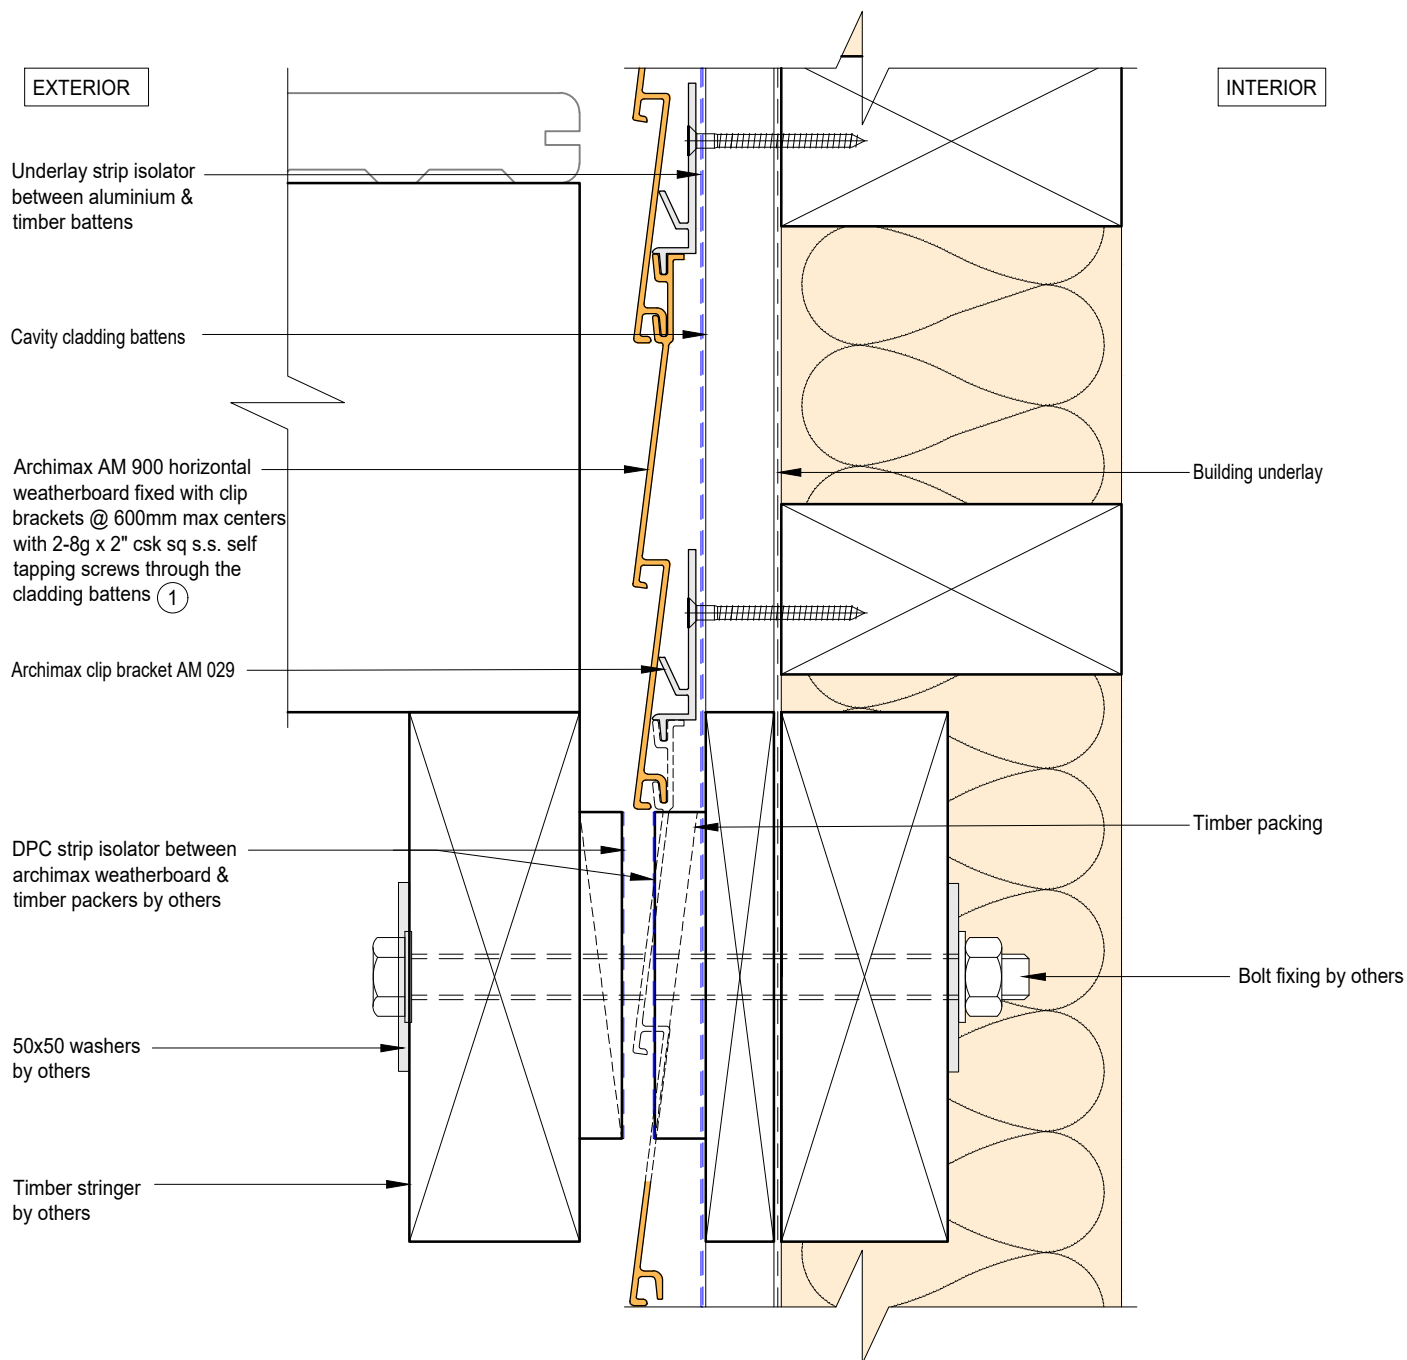 EXTERIOR
INTERIOR
Underlay strip isolator
between aluminium &
timber battens
Cavity cladding battens
Archimax AM 900 horizontal
weatherboard fixed with clip
brackets @ 600mm max centers
with 2-8g x 2" csk sq s.s. self
tapping screws through the
cladding battens 1
Building underlay
Archimax clip bracket AM 029
Timber packing
DPC strip isolator between
archimax weatherboard &
timber packers by others
Bolt fixing by others
50x50 washers
by others
Timber stringer
by others